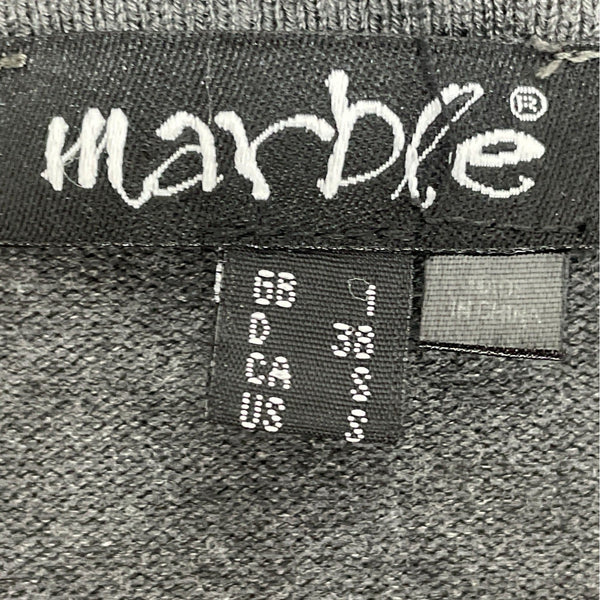 marble®
GB 1
D 38
CA S
US S
MADE
IN CHINA